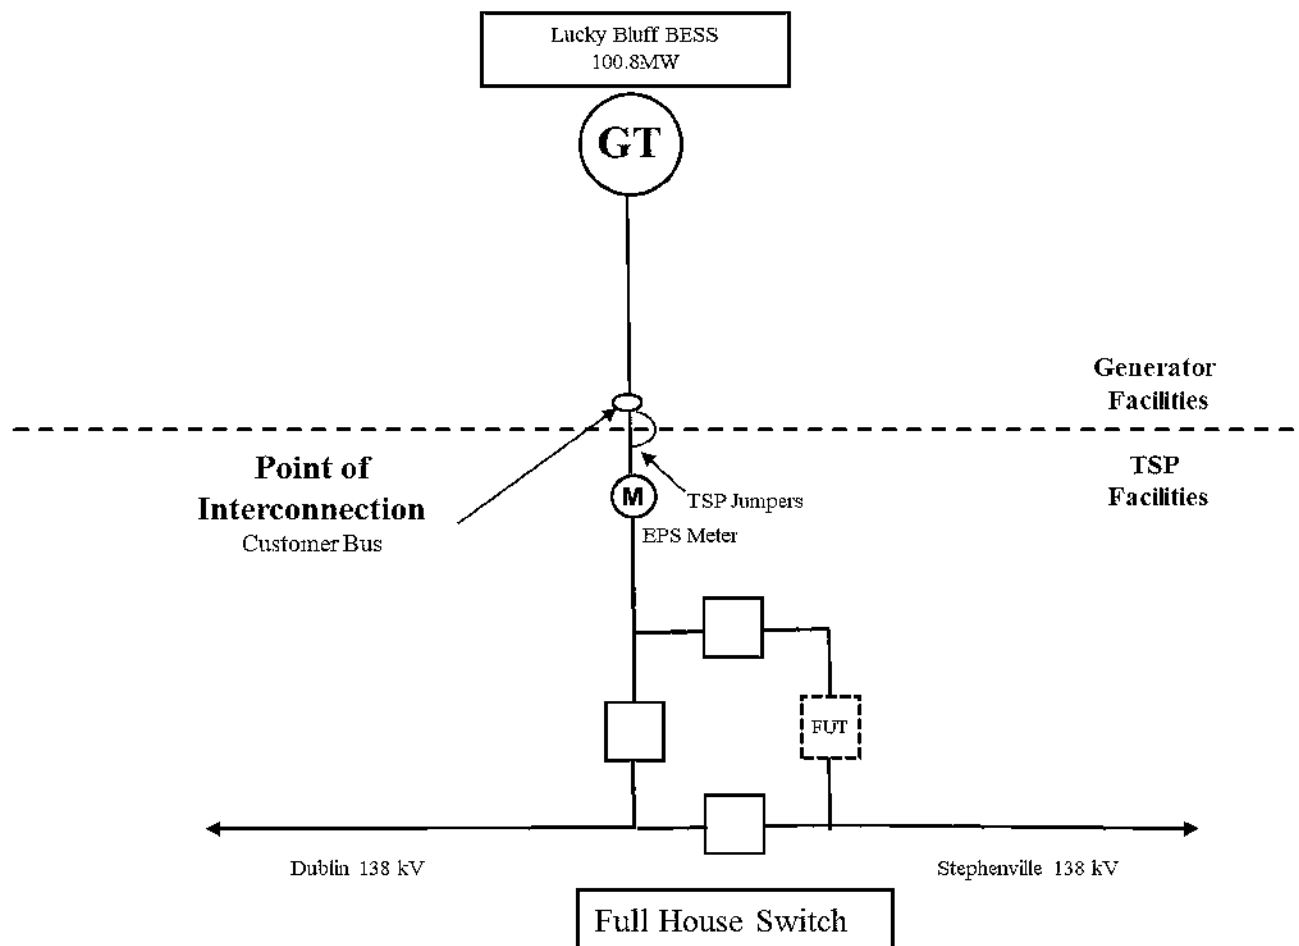 Lucky Bluff BESS
100.8MW
GT
Generator
Facilities
Point of
Interconnection
Customer Bus
TSP
Facilities
M
TSP Jumpers
EPS Meter
FUT
Dublin 138 kV
Stephenville 138 kV
Full House Switch